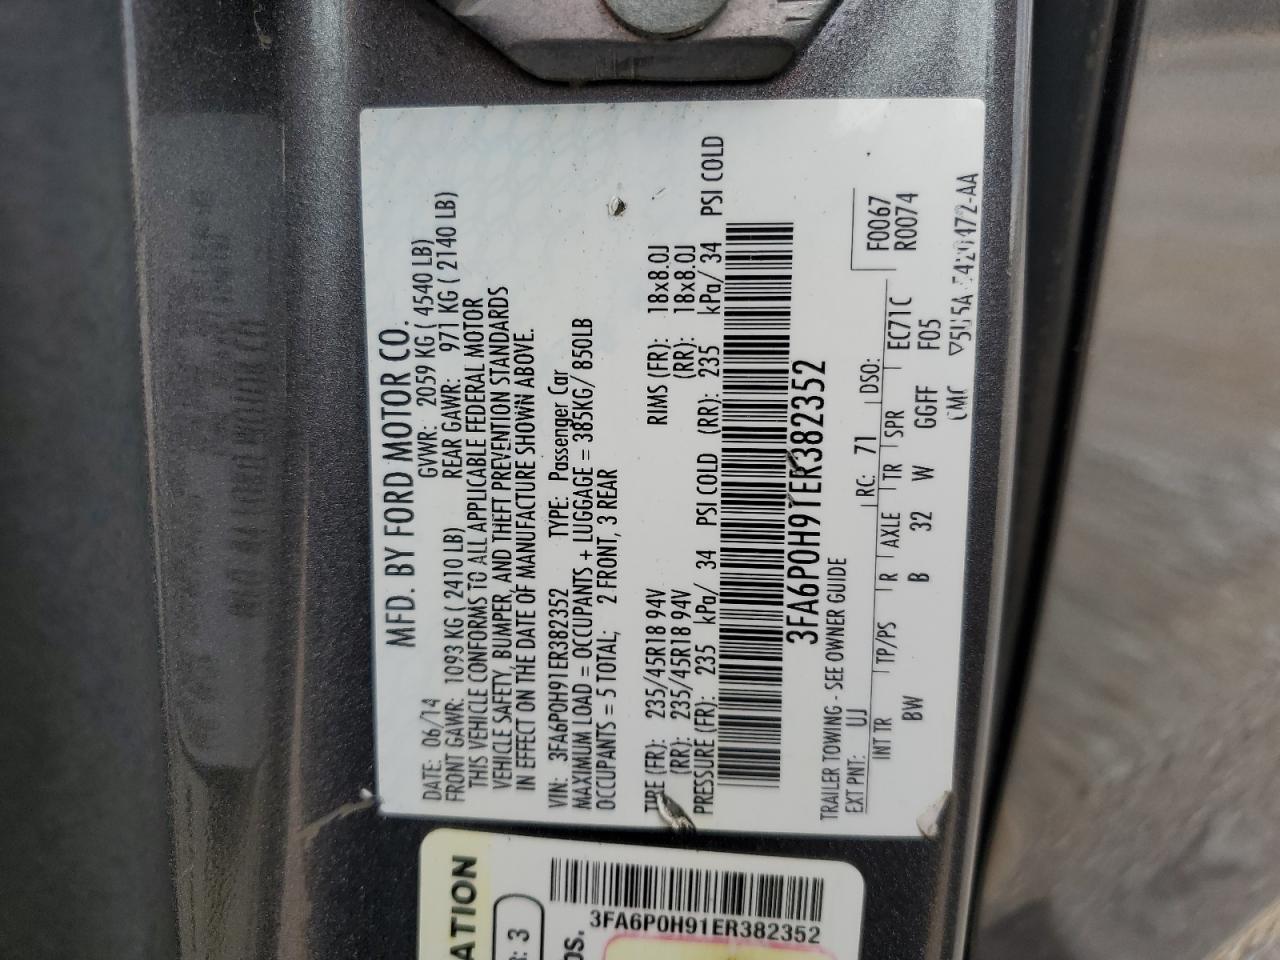 MFD. BY FORD MOTOR CO.
DATE: 06/14 GVWR: 2059 KG ( 4540 LB)
FRONT GAWR: 1093 KG ( 2410 LB) REAR GAWR: 971 KG ( 2140 LB)
THIS VEHICLE CONFORMS TO ALL APPLICABLE FEDERAL MOTOR
VEHICLE SAFETY, BUMPER, AND THEFT PREVENTION STANDARDS
IN EFFECT ON THE DATE OF MANUFACTURE SHOWN ABOVE.
VIN: 3FA6P0H91ER382352 TYPE: Passenger Car
MAXIMUM LOAD = OCCUPANTS + LUGGAGE = 385KG/ 850LB
OCCUPANTS = 5 TOTAL, 2 FRONT, 3 REAR
TIRE (FR): 235/45R18 94V RIMS (FR): 18x8.0J
(RR): 235/45R18 94V (RR): 18x8.0J
PRESSURE (FR): 235 kPa/ 34 PSI COLD (RR): 235 kPa/ 34 PSI COLD
3FA6P0H91ER382352
TRAILER TOWING - SEE OWNER GUIDE
EXT PNT: UJ RC: 71 DSO: F0067
INT TR TP/PS R AXLE TR SPR EC71C R0074
BW B 32 W GGFF F05
ATION
R: 3
OS.
3FA6P0H91ER382352